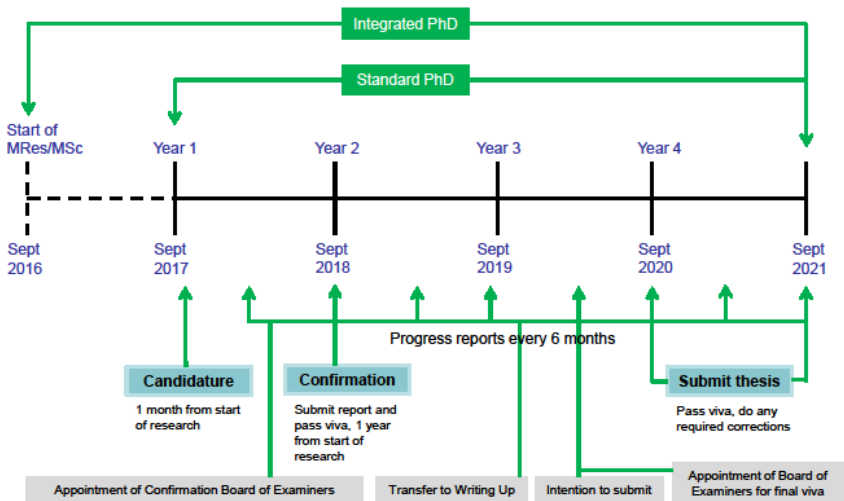 Integrated PhD
Standard PhD
Start of
MRes/MSc
Year 1
Year 2
Year 3
Year 4
Sept
2016
Sept
2017
Sept
2018
Sept
2019
Sept
2020
Sept
2021
Progress reports every 6 months
Candidature
1 month from start
of research
Confirmation
Submit report and
pass viva, 1 year
from start of
research
Submit thesis
Pass viva, do any
required corrections
Appointment of Confirmation Board of Examiners
Transfer to Writing Up
Intention to submit
Appointment of Board of
Examiners for final viva